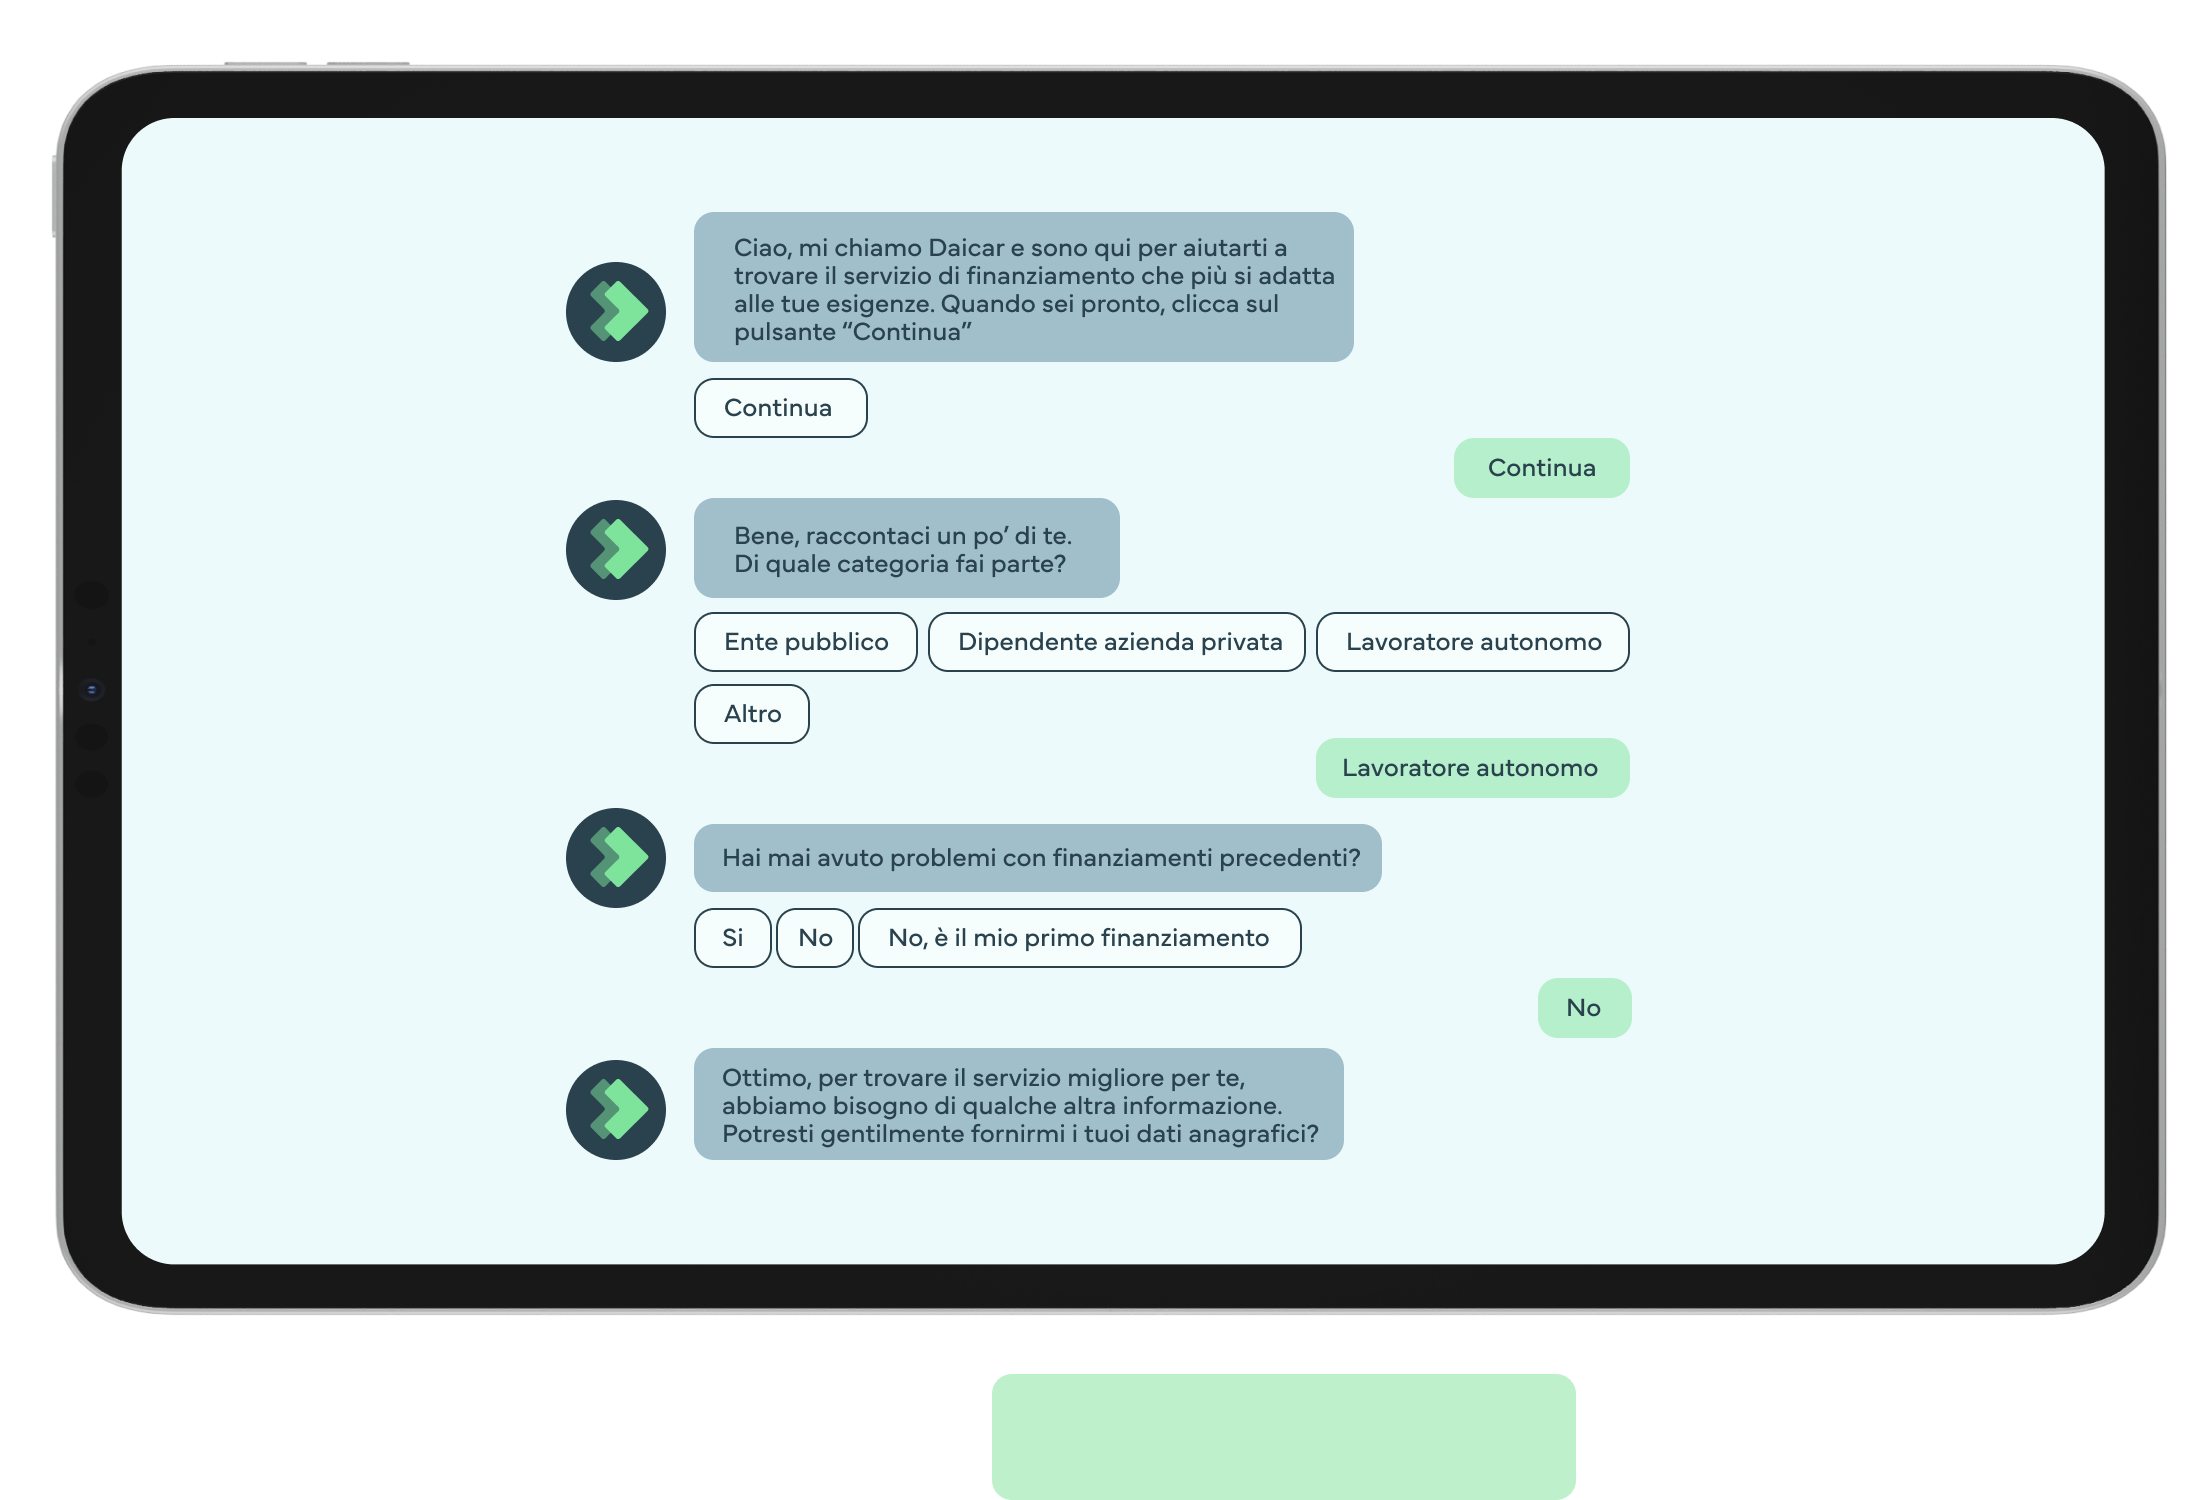 Ciao, mi chiamo Daicar e sono qui per aiutarti a
trovare il servizio di finanziamento che più si adatta
alle tue esigenze. Quando sei pronto, clicca sul
pulsante “Continua”
Continua
Continua
Bene, raccontaci un po’ di te.
Di quale categoria fai parte?
Ente pubblico Dipendente azienda privata Lavoratore autonomo
Altro
Lavoratore autonomo
Hai mai avuto problemi con finanziamenti precedenti?
Si No No, è il mio primo finanziamento
No
Ottimo, per trovare il servizio migliore per te,
abbiamo bisogno di qualche altra informazione.
Potresti gentilmente fornirmi i tuoi dati anagrafici?